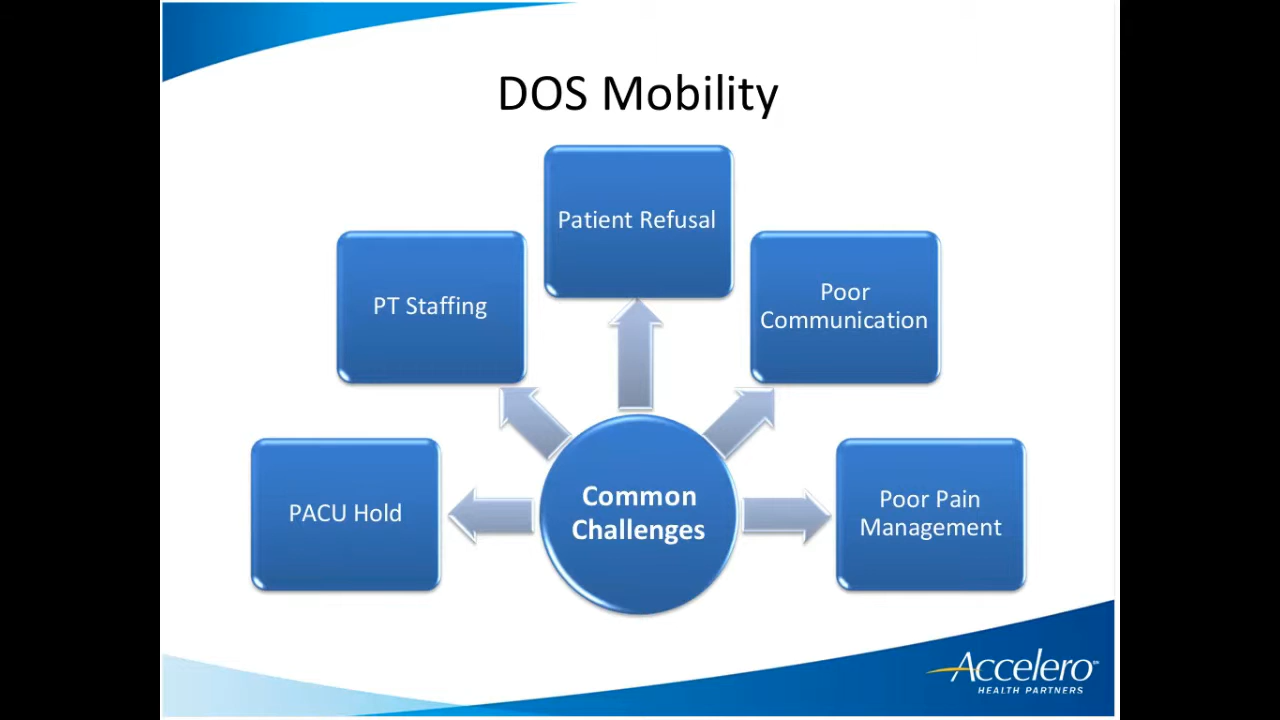 DOS Mobility
Patient Refusal
PT Staffing
Poor
Communication
PACU Hold
Common
Challenges
Poor Pain
Management
Accelero
HEALTH PARTNERS